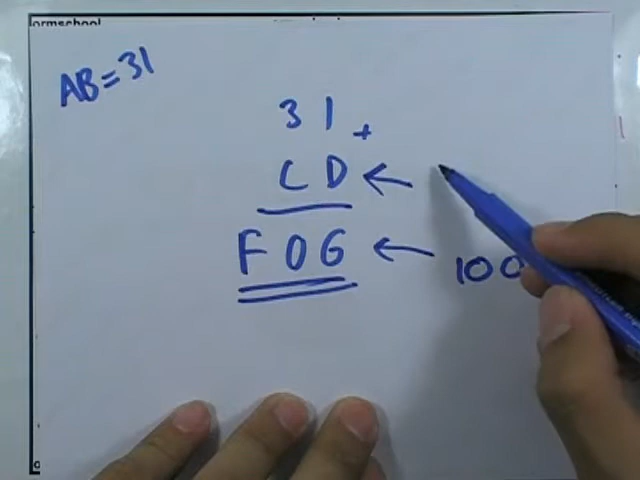 ormschool
AB=31
31
+
CD ←
FOG ← 100